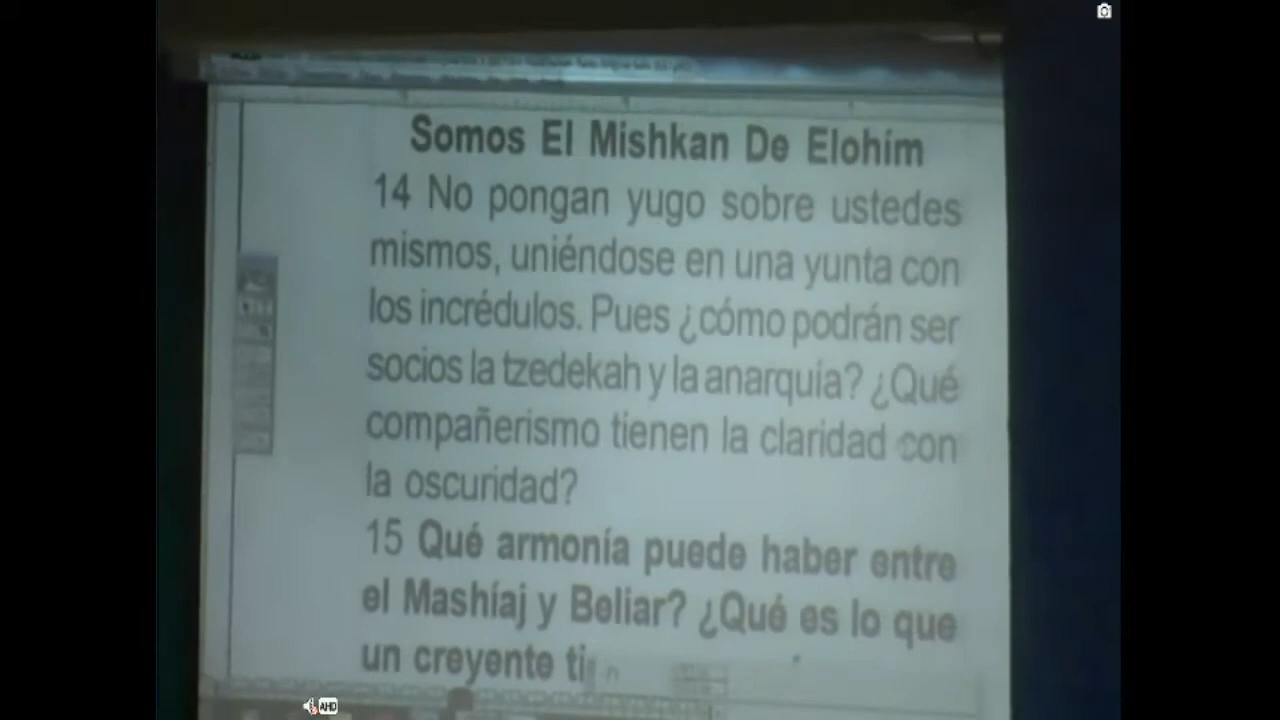 Somos El Mishkan De Elohím
14 No pongan yugo sobre ustedes
mismos, uniéndose en una yunta con
los incrédulos. Pues ¿cómo podrán ser
socios la tzedekah y la anarquía? ¿Qué
compañerismo tienen la claridad con
la oscuridad?
15 Qué armonía puede haber entre
el Mashíaj y Beliar? ¿Qué es lo que
un creyente
AHD